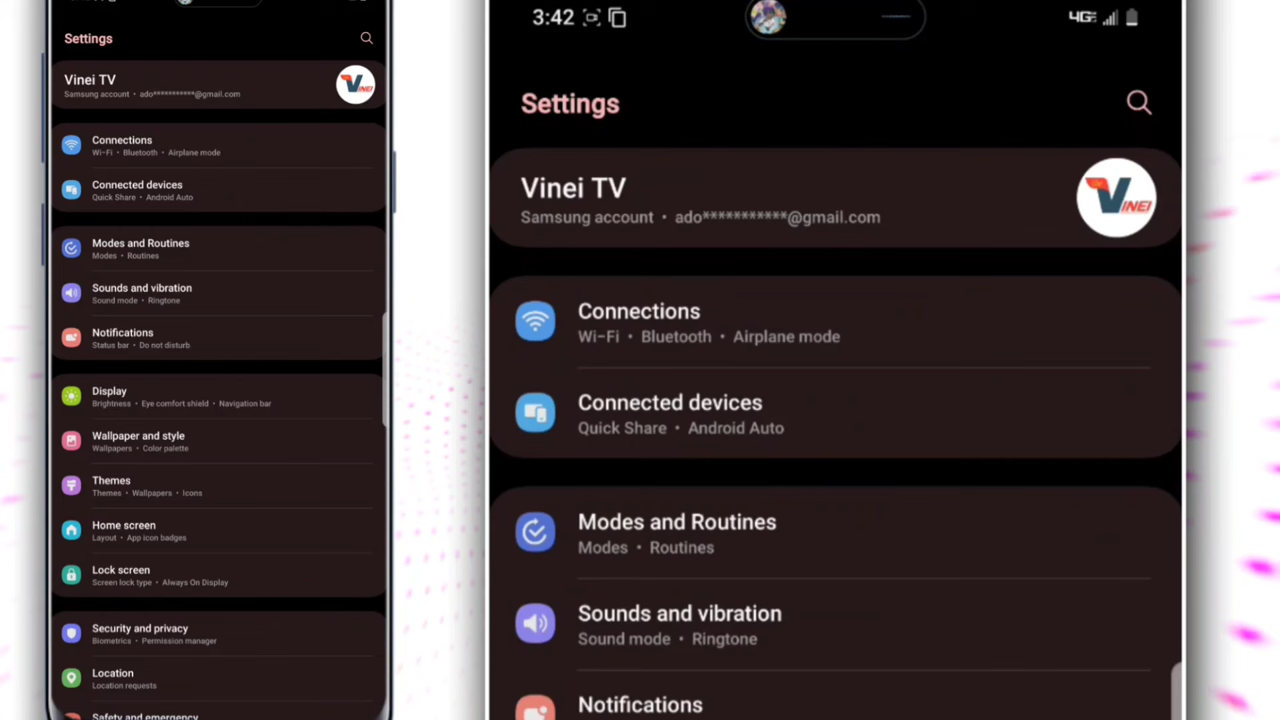 Settings
Vinei TV
Samsung account • ado***********@gmail.com
VINEI
Connections
Wi-Fi • Bluetooth • Airplane mode
Connected devices
Quick Share • Android Auto
Modes and Routines
Modes • Routines
Sounds and vibration
Sound mode • Ringtone
Notifications
Status bar • Do not disturb
Display
Brightness • Eye comfort shield • Navigation bar
Wallpaper and style
Wallpapers • Color palette
Themes
Themes • Wallpapers • Icons
Home screen
Layout • App icon badges
Lock screen
Screen lock type • Always On Display
Security and privacy
Biometrics • Permission manager
Location
Location requests
Safety and emergency
3:42 4G
Settings
Vinei TV
Samsung account • ado***********@gmail.com
VINEI
Connections
Wi-Fi • Bluetooth • Airplane mode
Connected devices
Quick Share • Android Auto
Modes and Routines
Modes • Routines
Sounds and vibration
Sound mode • Ringtone
Notifications